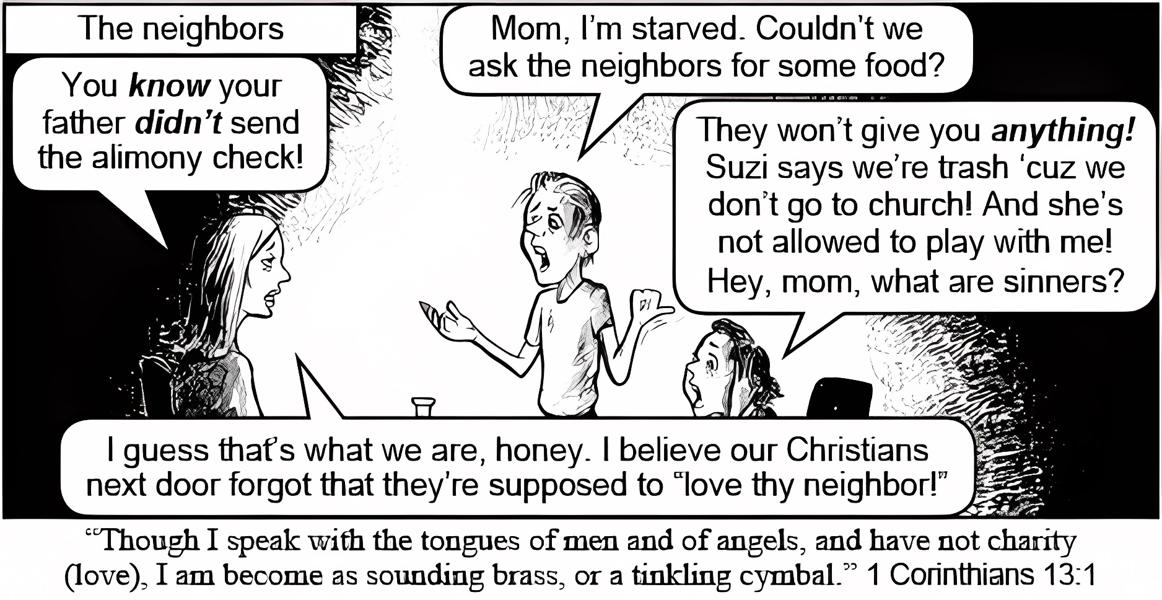 The neighbors
You know your
father didn't send
the alimony check!
Mom, I'm starved. Couldn't we
ask the neighbors for some food?
They won't give you anything!
Suzi says we're trash 'cuz we
don't go to church! And she's
not allowed to play with me!
Hey, mom, what are sinners?
I guess that's what we are, honey. I believe our Christians
next door forgot that they're supposed to “love thy neighbor!”
“Though I speak with the tongues of men and of angels, and have not charity
(love), I am become as sounding brass, or a tinkling cymbal.” 1 Corinthians 13:1